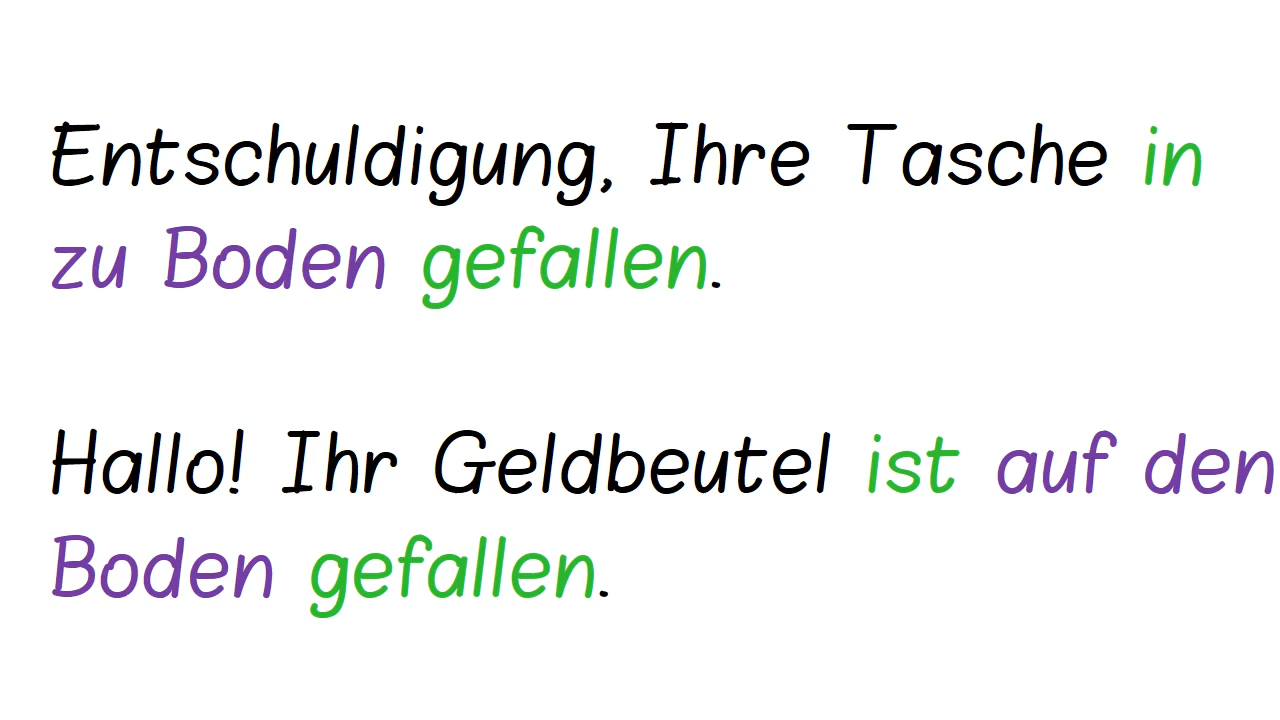 Entschuldigung, Ihre Tasche in
zu Boden gefallen.
Hallo! Ihr Geldbeutel ist auf den
Boden gefallen.